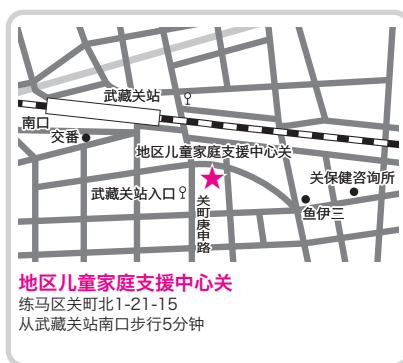 武藏关站
南口
交番
地区儿童家庭支援中心关
关保健咨询所
武藏关站入口
鱼伊三
关町庚申路
地区儿童家庭支援中心关
练马区关町北1-21-15
从武藏关站南口步行5分钟